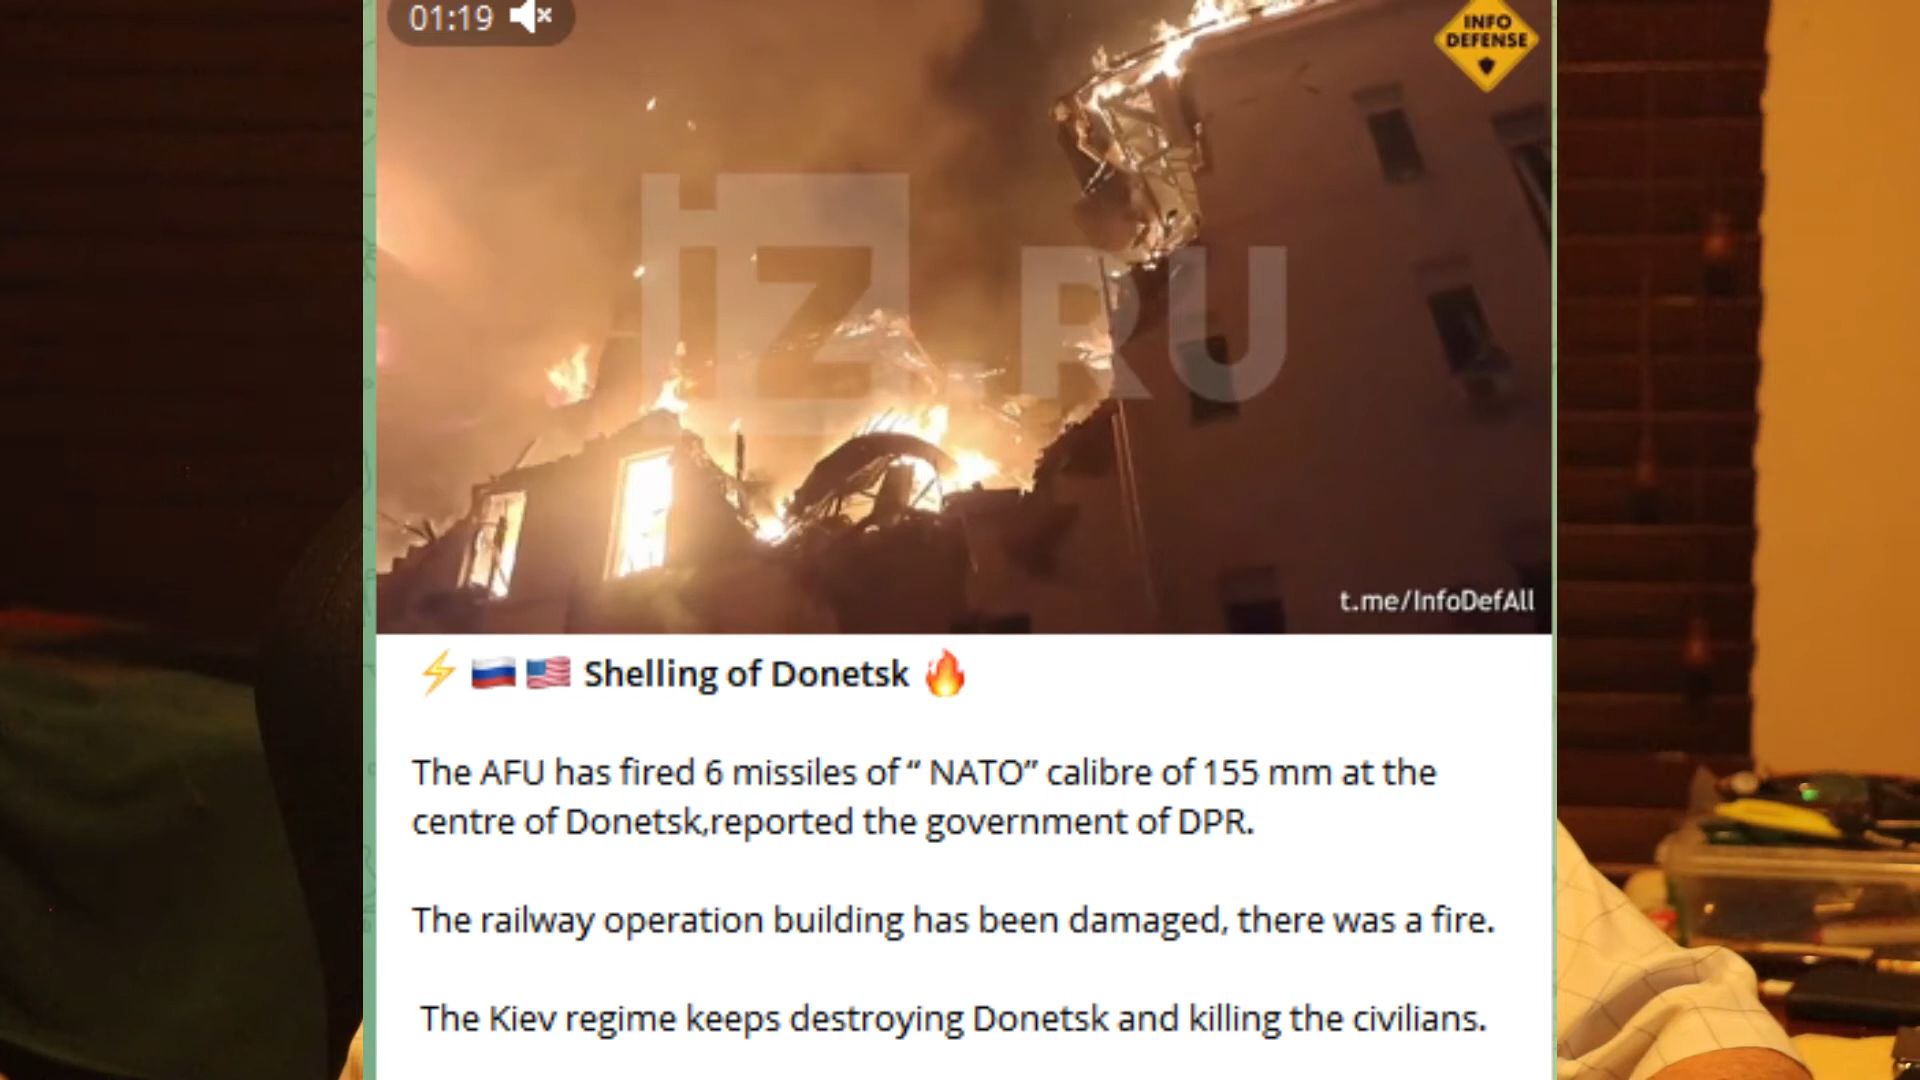 01:19
INFO
DEFENSE
iZ.RU
t.me/InfoDefAll
⚡🇷🇺🇺🇸 Shelling of Donetsk 🔥
The AFU has fired 6 missiles of “ NATO” calibre of 155 mm at the
centre of Donetsk,reported the government of DPR.
The railway operation building has been damaged, there was a fire.
The Kiev regime keeps destroying Donetsk and killing the civilians.